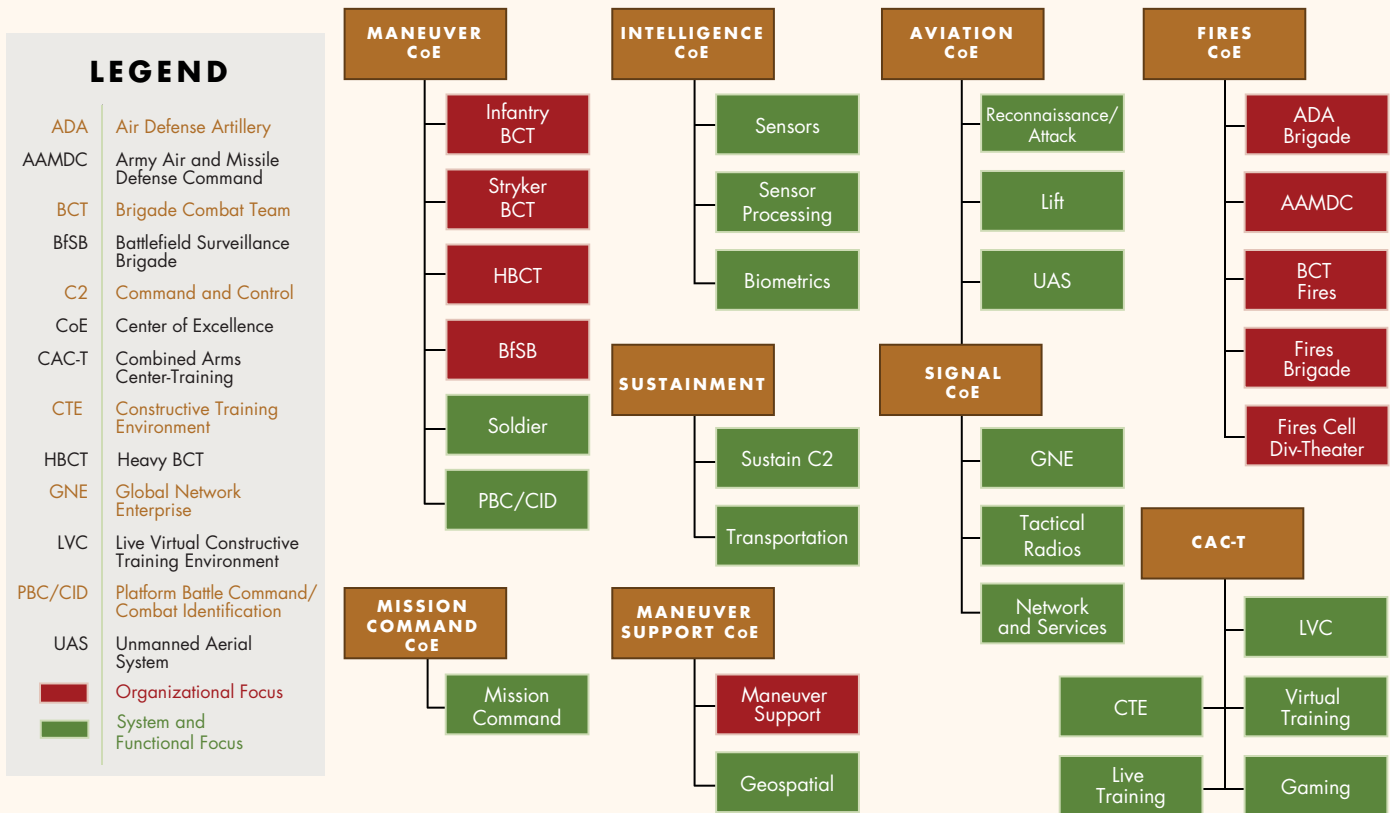 LEGEND
ADA Air Defense Artillery
AAMDC Army Air and Missile
Defense Command
BCT Brigade Combat Team
BfSB Battlefield Surveillance
Brigade
C2 Command and Control
CoE Center of Excellence
CAC-T Combined Arms
Center-Training
CTE Constructive Training
Environment
HBCT Heavy BCT
GNE Global Network
Enterprise
LVC Live Virtual Constructive
Training Environment
PBC/CID Platform Battle Command/
Combat Identification
UAS Unmanned Aerial
System
Organizational Focus
System and
Functional Focus
MANEUVER
CoE
Infantry
BCT
Stryker
BCT
HBCT
BfSB
Soldier
PBC/CID
INTELLIGENCE
CoE
Sensors
Sensor
Processing
Biometrics
AVIATION
CoE
Reconnaissance/
Attack
Lift
UAS
FIRES
CoE
ADA
Brigade
AAMDC
BCT
Fires
Fires
Brigade
Fires Cell
Div-Theater
SUSTAINMENT
Sustain C2
Transportation
SIGNAL
CoE
GNE
Tactical
Radios
Network
and Services
MISSION
COMMAND
CoE
Mission
Command
MANEUVER
SUPPORT CoE
Maneuver
Support
Geospatial
CAC-T
LVC
CTE
Virtual
Training
Live
Training
Gaming